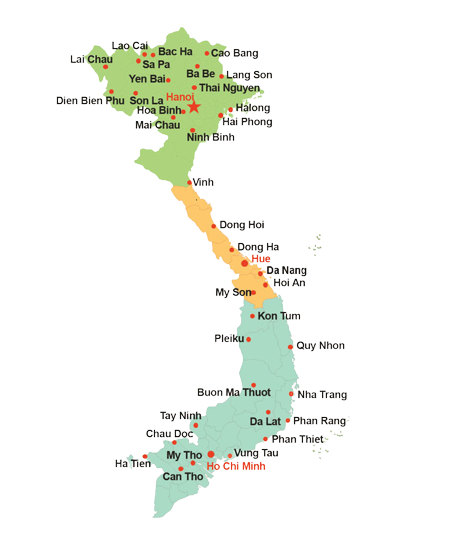 Lao Cai
Bac Ha
Cao Bang
Lai Chau
Sa Pa
Ba Be
Lang Son
Yen Bai
Thai Nguyen
Dien Bien Phu
Son La
Hanoi
Hoa Binh
Halong
Mai Chau
Hai Phong
Ninh Binh
Vinh
Dong Hoi
Dong Ha
Hue
Da Nang
Hoi An
My Son
Kon Tum
Pleiku
Quy Nhon
Buon Ma Thuot
Nha Trang
Tay Ninh
Da Lat
Phan Rang
Chau Doc
Phan Thiet
My Tho
Vung Tau
Ha Tien
Ho Chi Minh
Can Tho